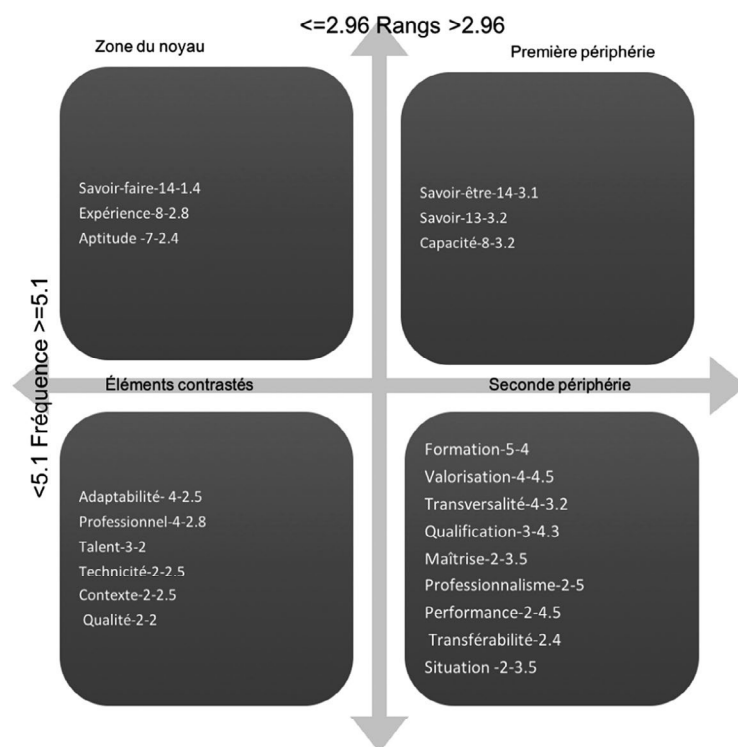 <=2.96 Rangs >2.96
Zone du noyau
Première périphérie
Savoir-faire-14-1.4
Expérience-8-2.8
Aptitude -7-2.4
Savoir-être-14-3.1
Savoir-13-3.2
Capacité-8-3.2
<5.1 Fréquence >=5.1
Éléments contrastés
Seconde périphérie
Adaptabilité- 4-2.5
Professionnel-4-2.8
Talent-3-2
Technicité-2-2.5
Contexte-2-2.5
Qualité-2-2
Formation-5-4
Valorisation-4-4.5
Transversalité-4-3.2
Qualification-3-4.3
Maîtrise-2-3.5
Professionnalisme-2-5
Performance-2-4.5
Transférabilité-2.4
Situation -2-3.5